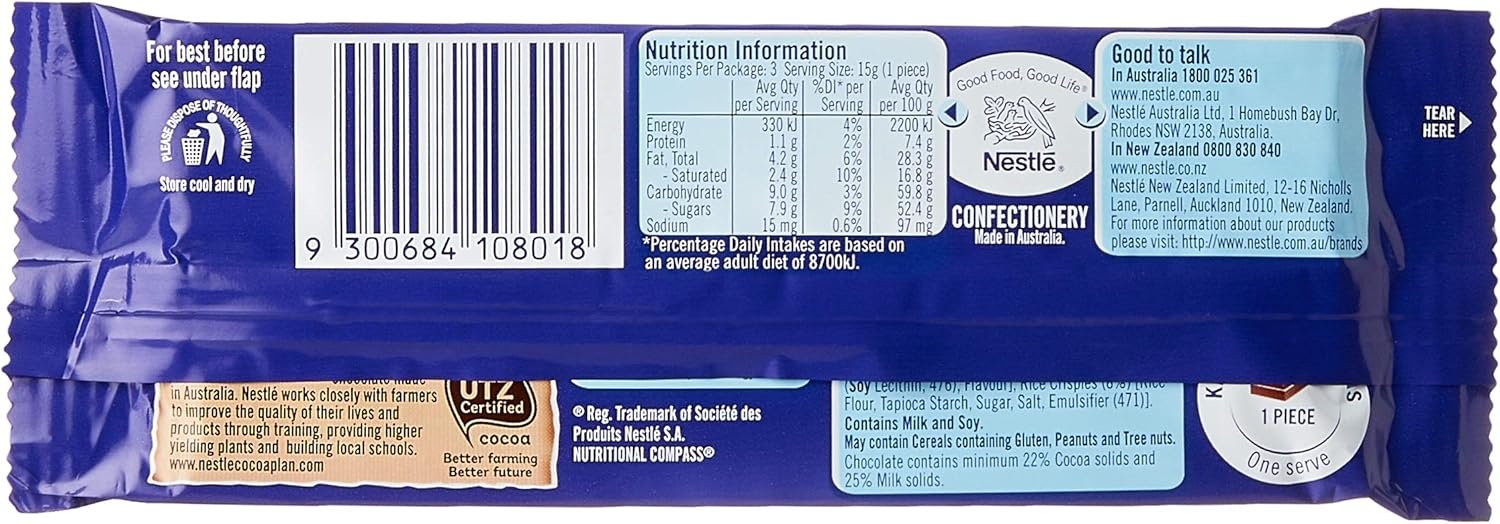 For best before
see under flap
PLEASE DISPOSE OF THOUGHTFULLY
Store cool and dry
9 300684 108018
Nutrition Information
Servings Per Package: 3 Serving Size: 15g (1 piece)
Avg Qty %DI* per Avg Qty
per Serving Serving per 100 g
Energy 330 kJ 4% 2200 kJ
Protein 1.1 g 2% 7.4 g
Fat, Total 4.2 g 6% 28.3 g
- Saturated 2.4 g 10% 16.8 g
Carbohydrate 9.0 g 3% 59.8 g
- Sugars 7.9 g 9% 52.4 g
Sodium 15 mg 0.6% 97 mg
*Percentage Daily Intakes are based on
an average adult diet of 8700kJ.
Good Food, Good Life®
Nestlé®
CONFECTIONERY
Made in Australia.
Good to talk
In Australia 1800 025 361
www.nestle.com.au
Nestlé Australia Ltd, 1 Homebush Bay Dr,
Rhodes NSW 2138, Australia.
In New Zealand 0800 830 840
www.nestle.co.nz
Nestlé New Zealand Limited, 12-16 Nicholls
Lane, Parnell, Auckland 1010, New Zealand.
For more information about our products
please visit: http://www.nestle.com.au/brands
TEAR
HERE
chocolate made
in Australia. Nestlé works closely with farmers
to improve the quality of their lives and
products through training, providing higher
yielding plants and building local schools.
www.nestlecocoaplan.com
UTZ
Certified
cocoa
Better farming
Better future
® Reg. Trademark of Société des
Produits Nestlé S.A.
NUTRITIONAL COMPASS®
(Soy Lecithin, 476), Flavour], Rice Crispies (8%) [Rice
Flour, Tapioca Starch, Sugar, Salt, Emulsifier (471)].
Contains Milk and Soy.
May contain Cereals containing Gluten, Peanuts and Tree nuts.
Chocolate contains minimum 22% Cocoa solids and
25% Milk solids.
K
S
1 PIECE
One serve